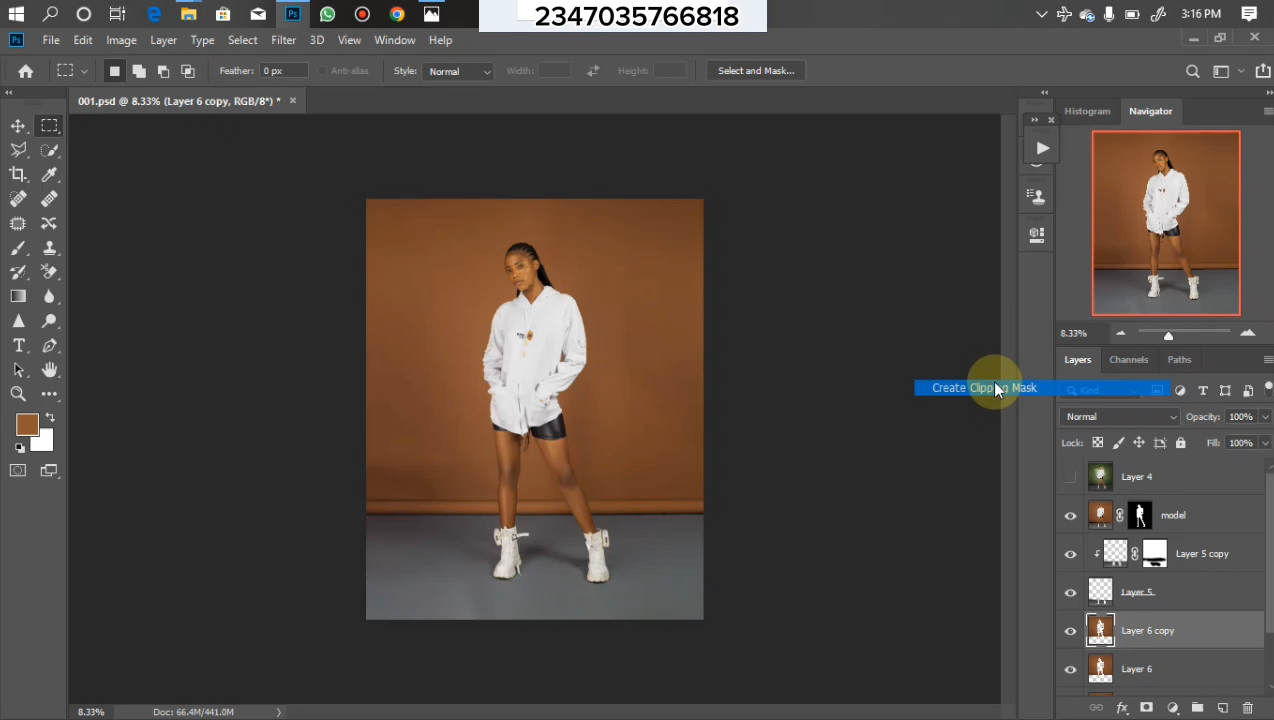 2347035766818
3:16 PM
File Edit Image Layer Type Select Filter 3D View Window Help
Feather: 0 px Anti-alias Style: Normal Width: Height: Select and Mask...
001.psd @ 8.33% (Layer 6 copy, RGB/8*) *
Histogram Navigator
8.33%
Layers Channels Paths
Create Clipping Mask Kind
Normal Opacity: 100%
Lock: Fill: 100%
Layer 4
model
Layer 5 copy
Layer 5
Layer 6 copy
Layer 6
8.33% Doc: 66.4M/441.0M